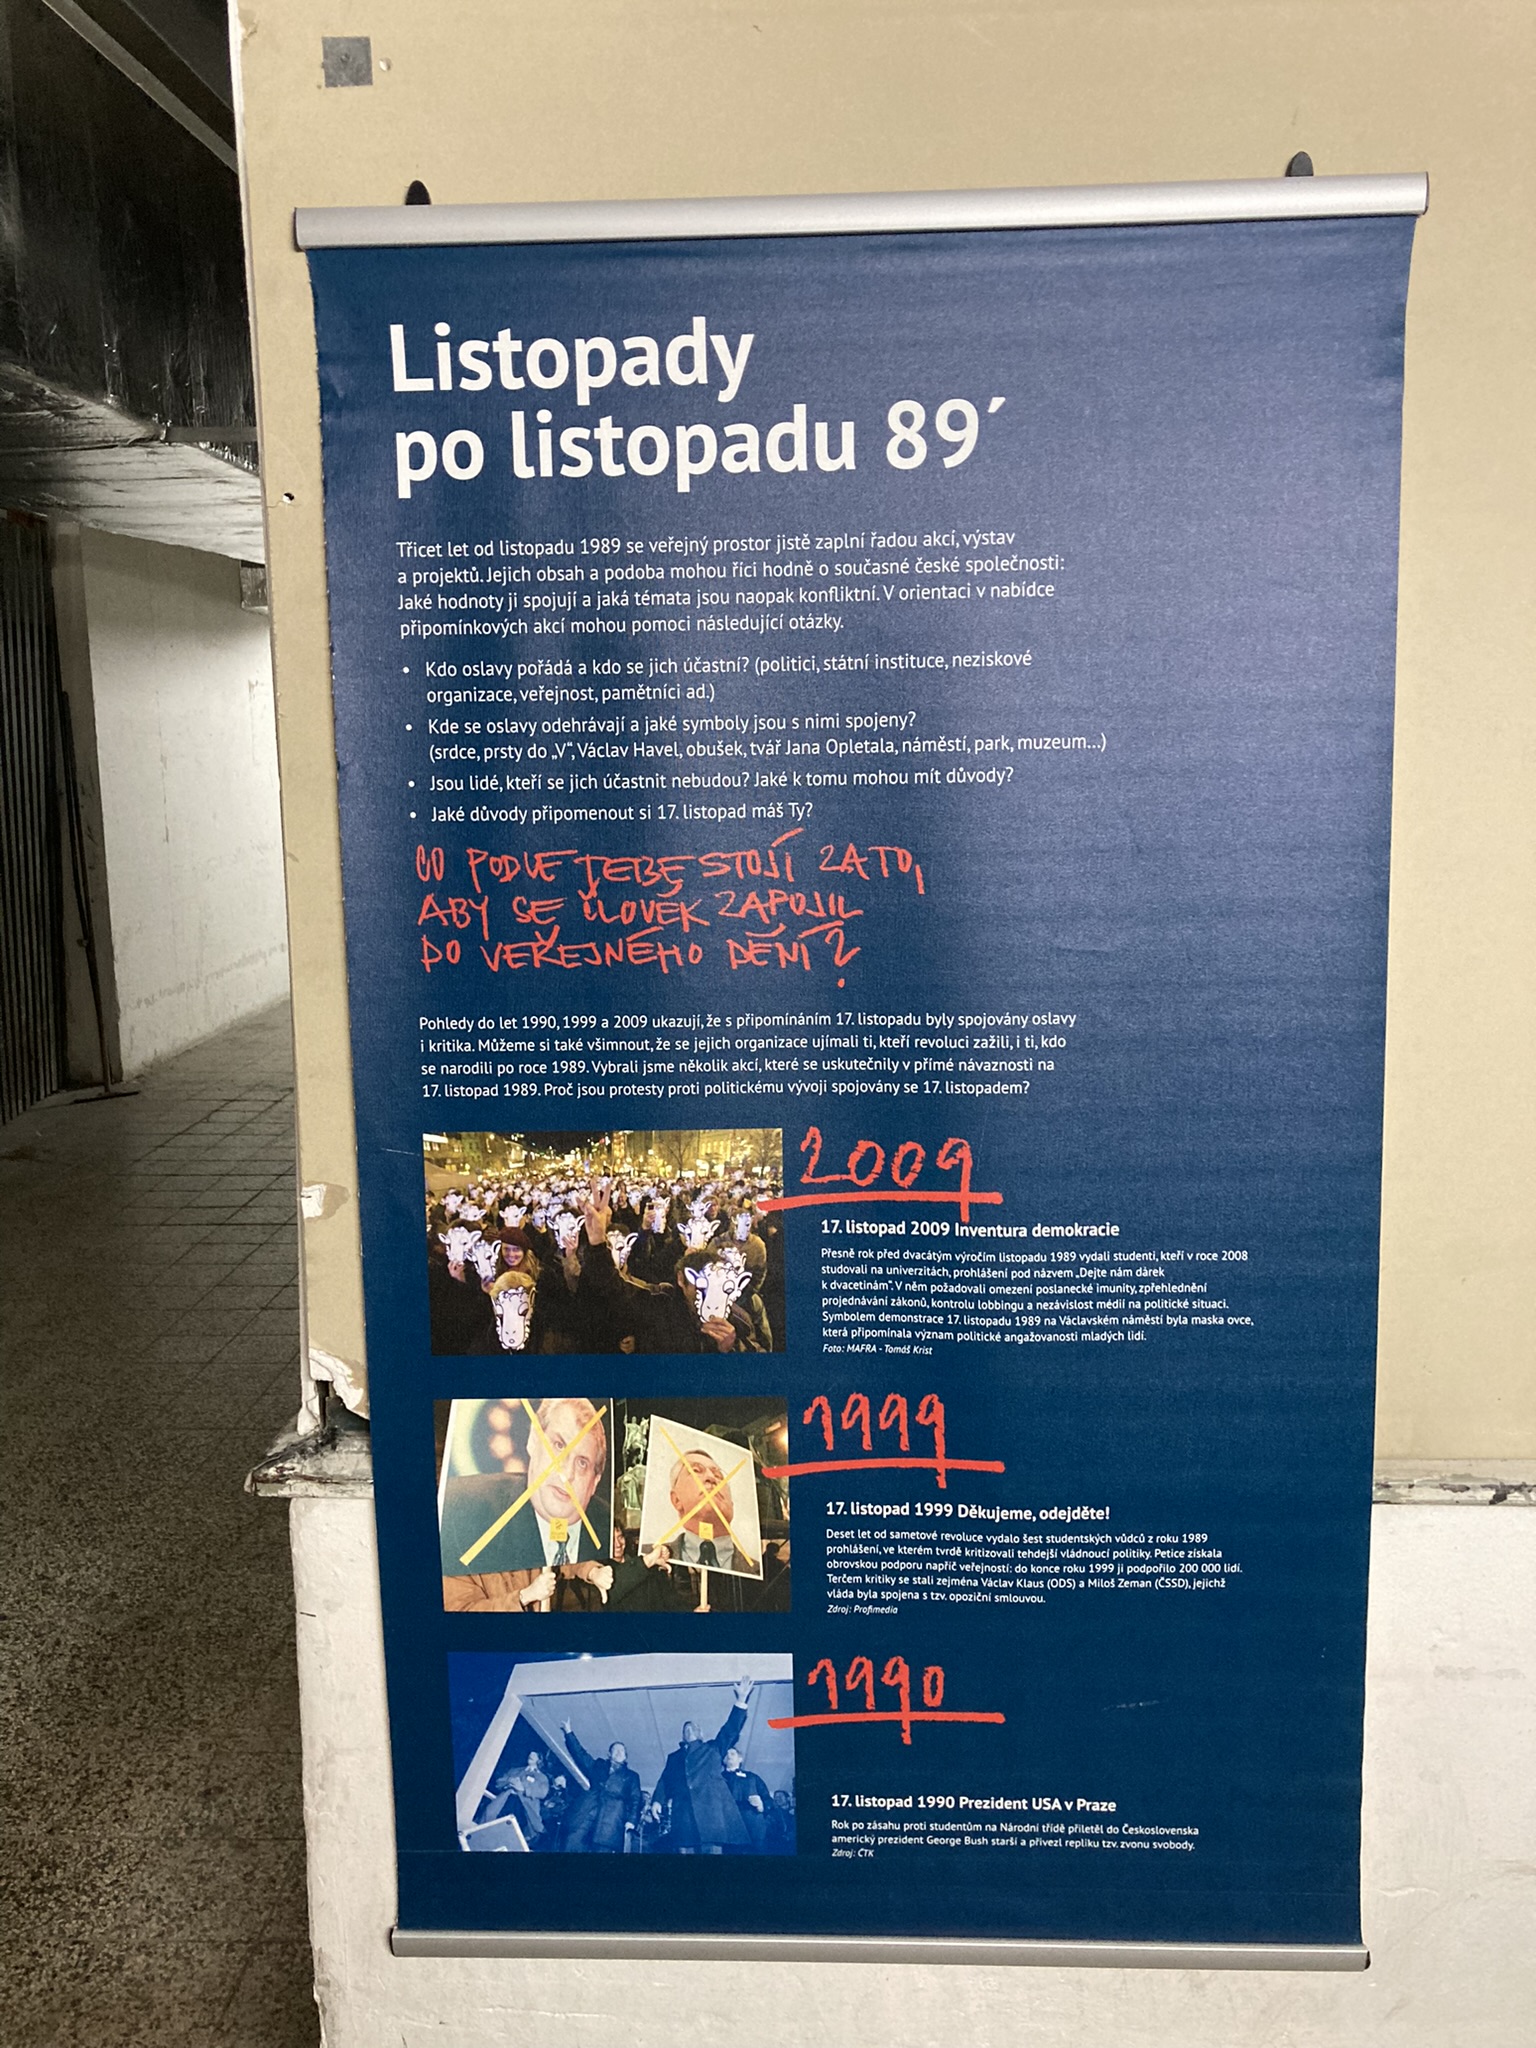 Listopady
po listopadu 89´
Třicet let od listopadu 1989 se veřejný prostor jistě zaplní řadou akcí, výstav
a projektů. Jejich obsah a podoba mohou říci hodně o současné české společnosti:
Jaké hodnoty ji spojují a jaká témata jsou naopak konfliktní. V orientaci v nabídce
připomínkových akcí mohou pomoci následující otázky.
• Kdo oslavy pořádá a kdo se jich účastní? (politici, státní instituce, neziskové
organizace, veřejnost, pamětníci ad.)
• Kde se oslavy odehrávají a jaké symboly jsou s nimi spojeny?
(srdce, prsty do „V“, Václav Havel, obušek, tvář Jana Opletala, náměstí, park, muzeum...)
• Jsou lidé, kteří se jich účastnit nebudou? Jaké k tomu mohou mít důvody?
• Jaké důvody připomenout si 17. listopad máš Ty?
CO PODLE TEBE STOJÍ ZA TO,
ABY SE ČLOVĚK ZAPOJIL
DO VEŘEJNÉHO DĚNÍ?
Pohledy do let 1990, 1999 a 2009 ukazují, že s připomínáním 17. listopadu byly spojovány oslavy
i kritika. Můžeme si také všimnout, že se jejich organizace ujímali ti, kteří revoluci zažili, i ti, kdo
se narodili po roce 1989. Vybrali jsme několik akcí, které se uskutečnily v přímé návaznosti na
17. listopad 1989. Proč jsou protesty proti politickému vývoji spojovány se 17. listopadem?
2009
17. listopad 2009 Inventura demokracie
Přesně rok před dvacátým výročím listopadu 1989 vydali studenti, kteří v roce 2008
studovali na univerzitách, prohlášení pod názvem „Dejte nám dárek
k dvacetinám“. V něm požadovali omezení poslanecké imunity, zpřehlednění
projednávání zákonů, kontrolu lobbingu a nezávislost médií na politické situaci.
Symbolem demonstrace 17. listopadu 1989 na Václavském náměstí byla maska ovce,
která připomínala význam politické angažovanosti mladých lidí.
Foto: MAFRA - Tomáš Krist
1999
17. listopad 1999 Děkujeme, odejděte!
Deset let od sametové revoluce vydalo šest studentských vůdců z roku 1989
prohlášení, ve kterém tvrdě kritizovali tehdejší vládnoucí politiky. Petice získala
obrovskou podporu napříč veřejností: do konce roku 1999 ji podpořilo 200 000 lidí.
Terčem kritiky se stali zejména Václav Klaus (ODS) a Miloš Zeman (ČSSD), jejichž
vláda byla spojena s tzv. opoziční smlouvou.
Zdroj: Profimedia
1990
17. listopad 1990 Prezident USA v Praze
Rok po zásahu proti studentům na Národní třídě přiletěl do Československa
americký prezident George Bush starší a přivezl repliku tzv. zvonu svobody.
Zdroj: ČTK